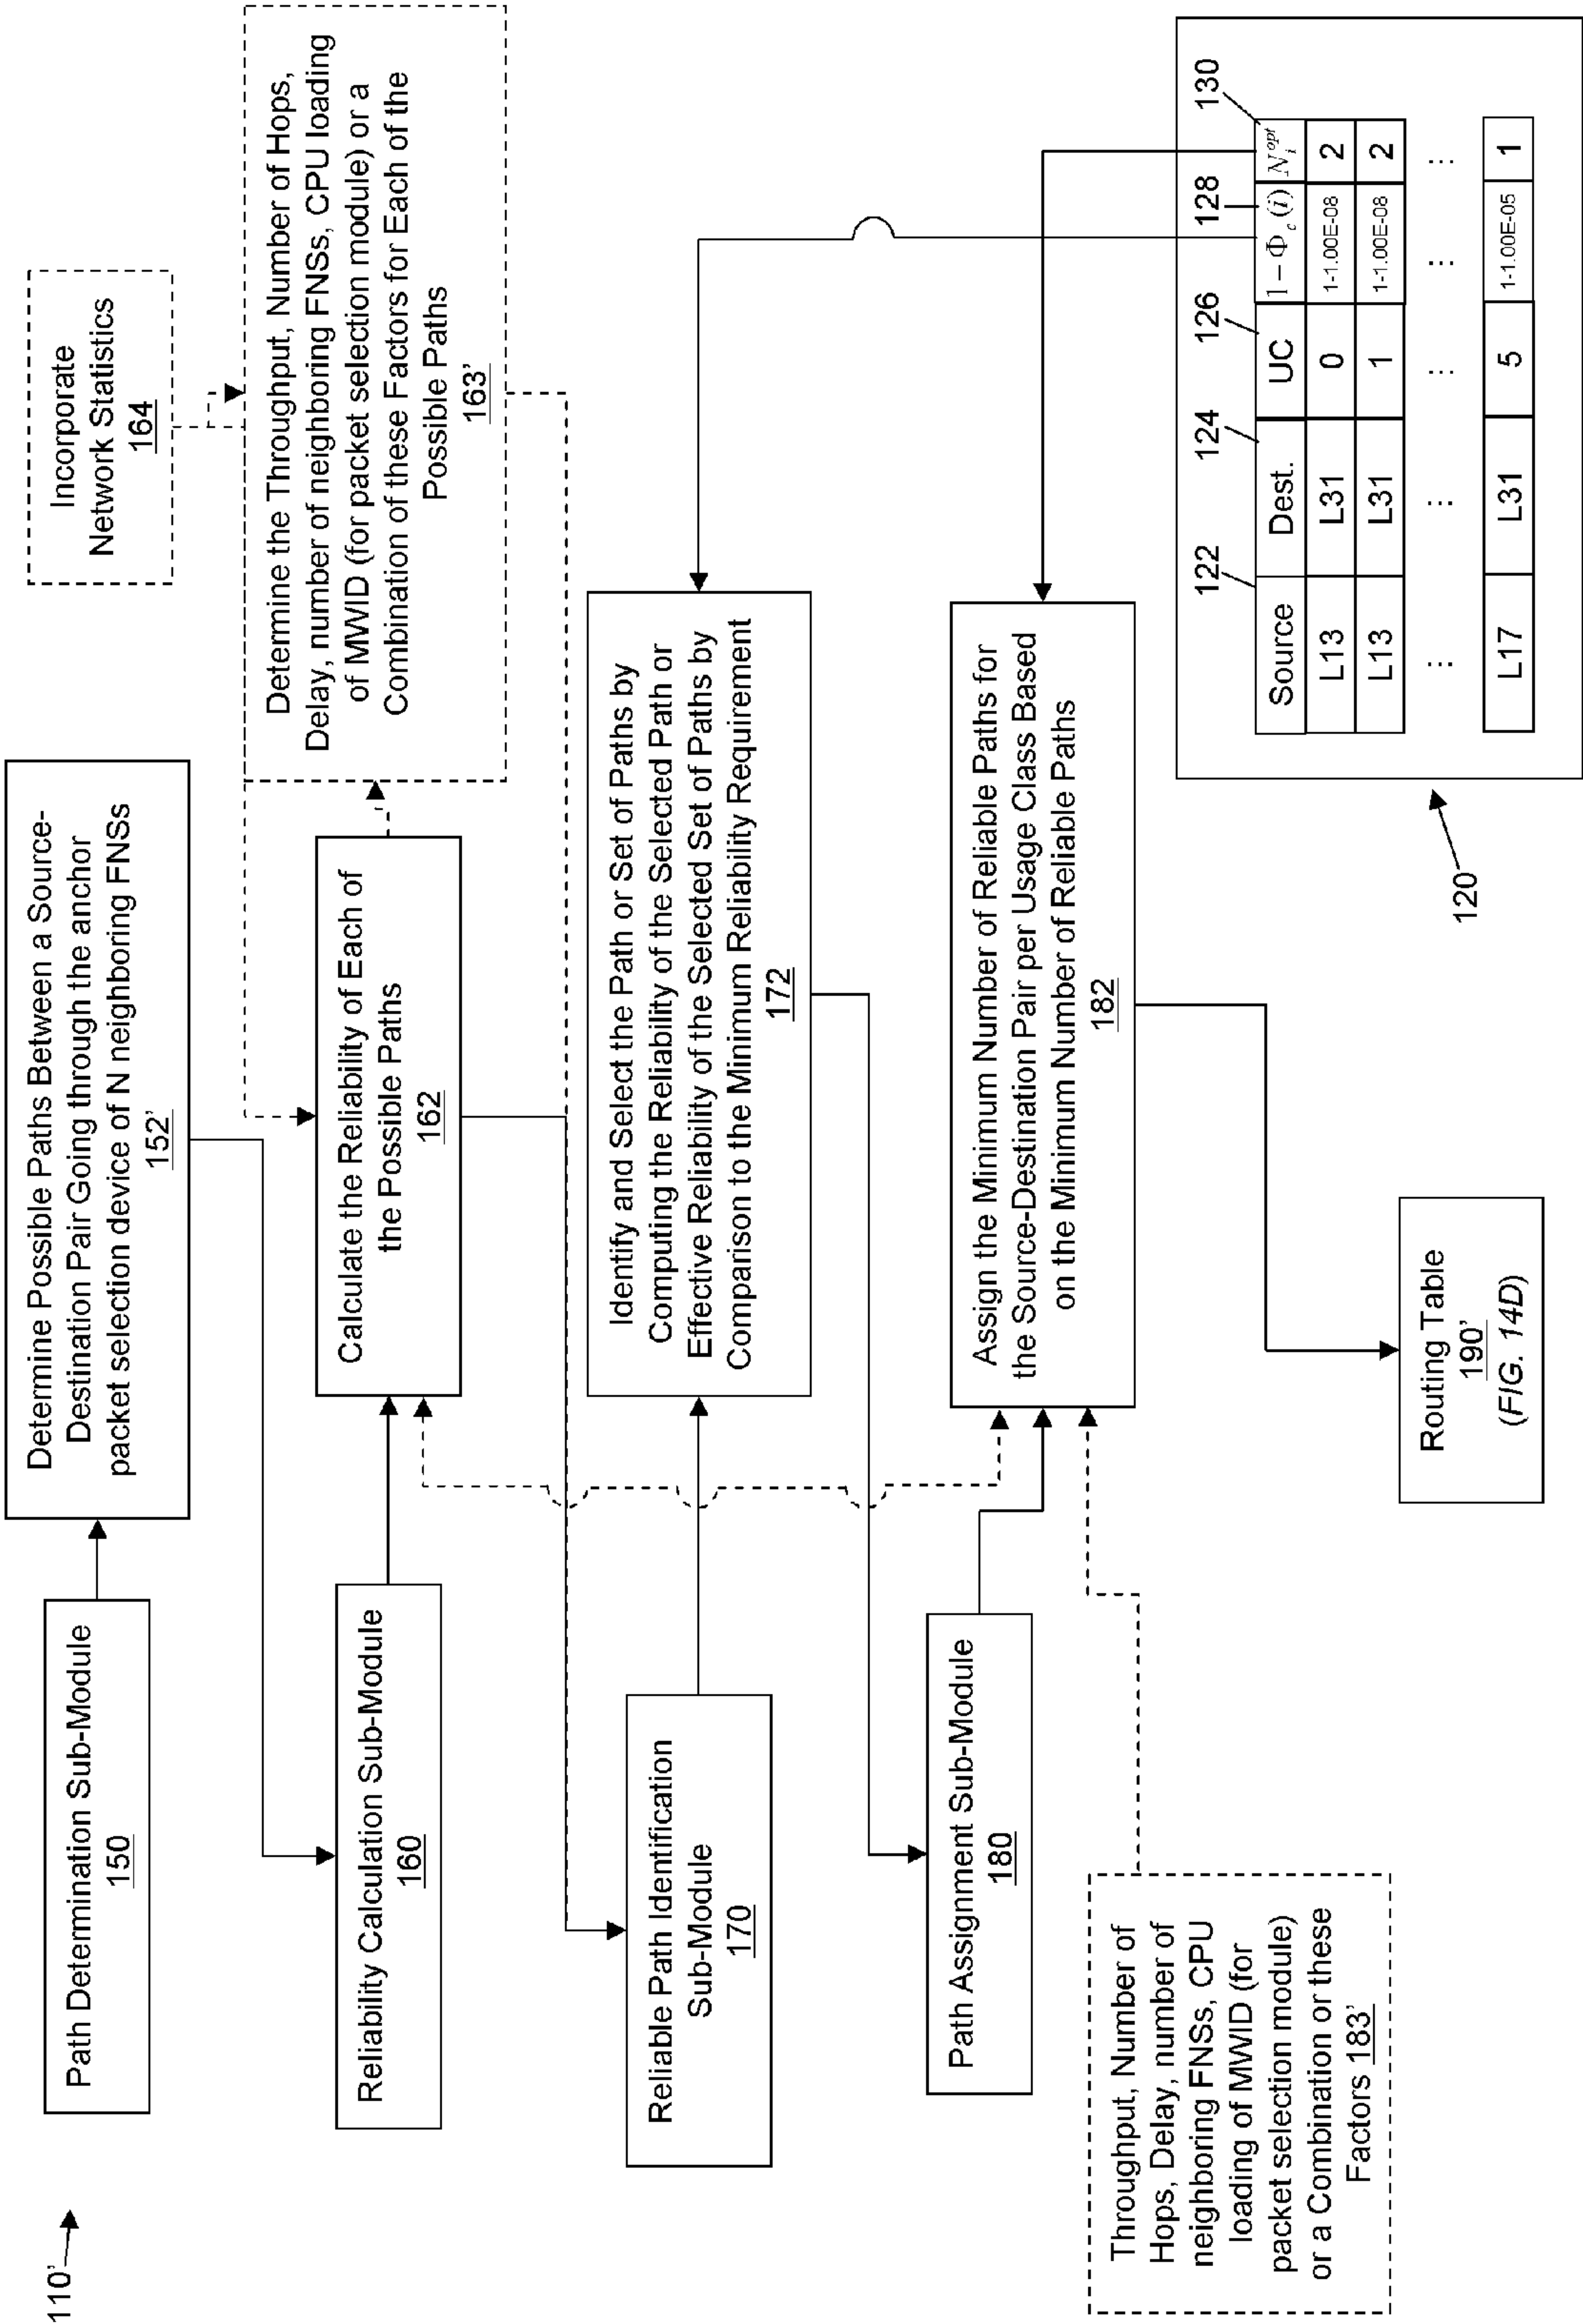 110'
Path Determination Sub-Module
150
Determine Possible Paths Between a Source-
Destination Pair Going through the anchor
packet selection device of N neighboring FNSs
152'
Incorporate
Network Statistics
164
Reliability Calculation Sub-Module
160
Calculate the Reliability of Each of
the Possible Paths
162
Determine the Throughput, Number of Hops,
Delay, number of neighboring FNSs, CPU loading
of MWID (for packet selection module) or a
Combination of these Factors for Each of the
Possible Paths
163'
Reliable Path Identification
Sub-Module
170
Identify and Select the Path or Set of Paths by
Computing the Reliability of the Selected Path or
Effective Reliability of the Selected Set of Paths by
Comparison to the Minimum Reliability Requirement
172
Path Assignment Sub-Module
180
Assign the Minimum Number of Reliable Paths for
the Source-Destination Pair per Usage Class Based
on the Minimum Number of Reliable Paths
182
Throughput, Number of
Hops, Delay, number of
neighboring FNSs, CPU
loading of MWID (for
packet selection module)
or a Combination or these
Factors 183'
Routing Table
190'
(FIG. 14D)
120
122 124 126 128 130
Source Dest. UC 1−Φc(i) Ni^opt
L13 L31 0 1-1.00E-08 2
L13 L31 1 1-1.00E-08 2
... ... ... ... ...
L17 L31 5 1-1.00E-05 1